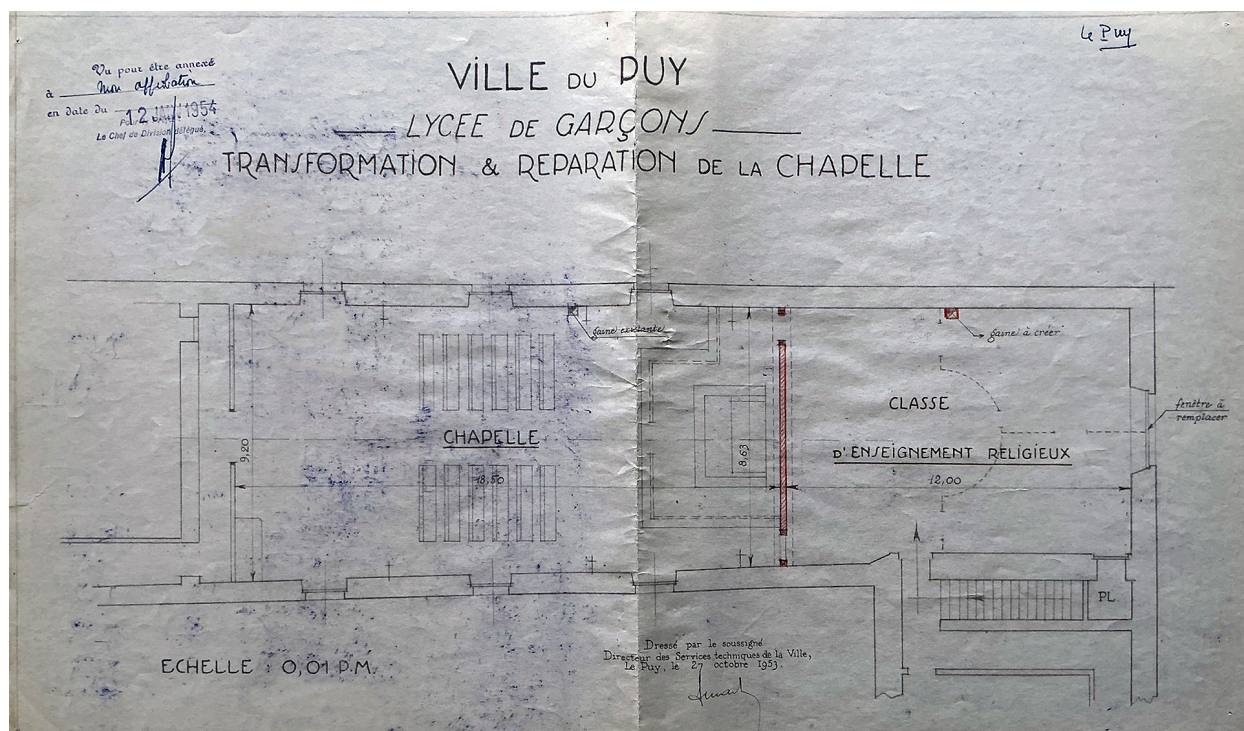 Le Puy
Vu pour être annexé
à mon affectation
en date du 12 JAN. 1954
Le Chef de Division délégué,
VILLE DU PUY
LYCEE DE GARÇONS
TRANSFORMATION & REPARATION DE LA CHAPELLE
gaine existante
gaine à créer
fenêtre à
remplacer
CLASSE
D'ENSEIGNEMENT RELIGIEUX
CHAPELLE
9,20
18,50
8,63
12,00
PL
ECHELLE : 0,01 P.M.
Dressé par le soussigné
Directeur des Services techniques de la Ville,
Le Puy, le 27 octobre 1953.